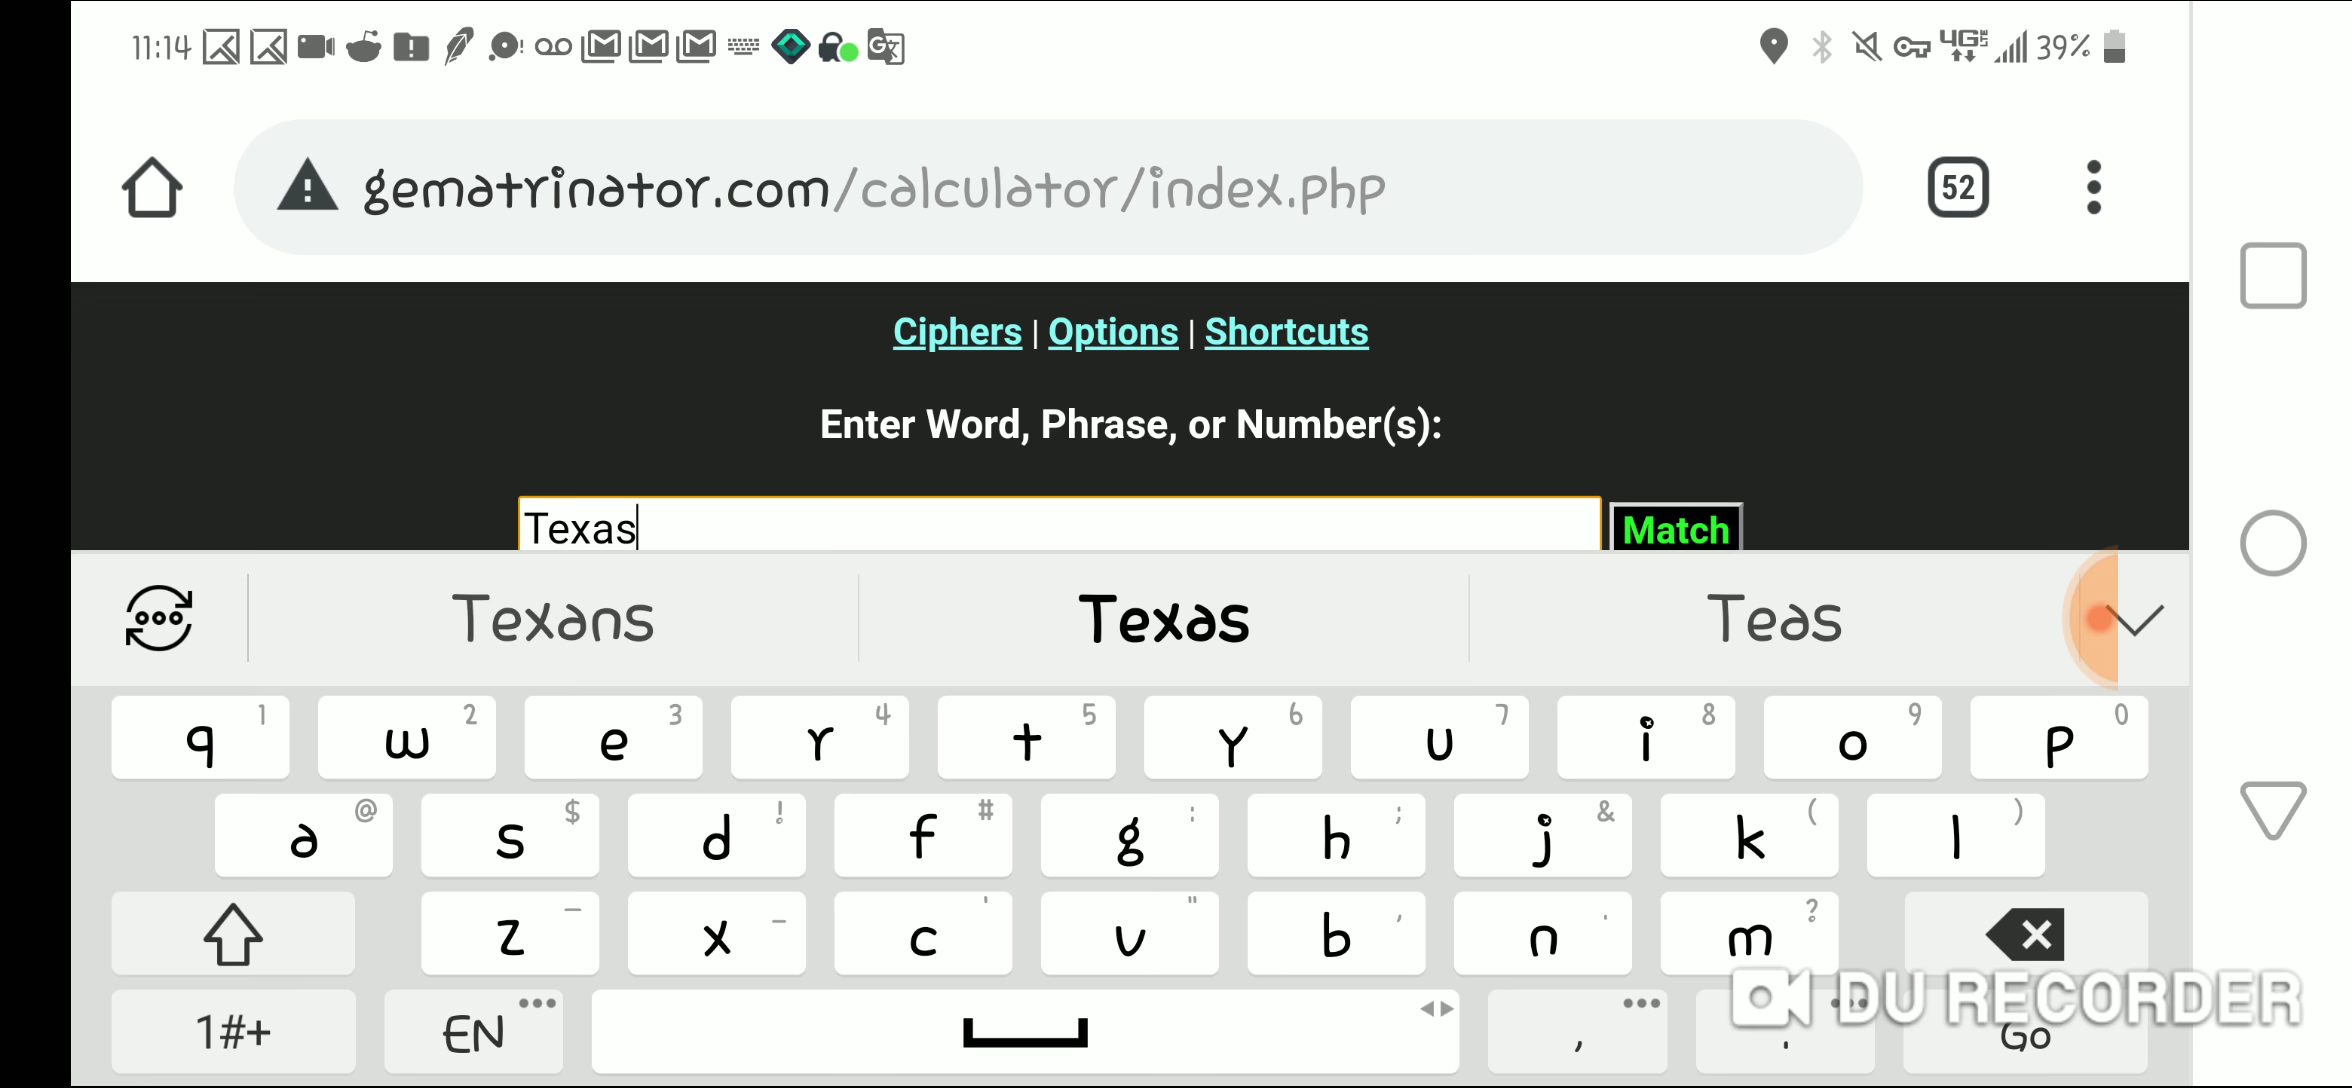 11:14 39%
gematrinator.com/calculator/index.php 52
Ciphers | Options | Shortcuts
Enter Word, Phrase, or Number(s):
Texas Match
Texans Texas Teas
q 1 w 2 e 3 r 4 t 5 y 6 u 7 i 8 o 9 p 0
a @ s $ d ! f # g : h ; j & k ( l )
z – x - c ' v " b , n . m ?
1#+ EN , . Go
DU RECORDER